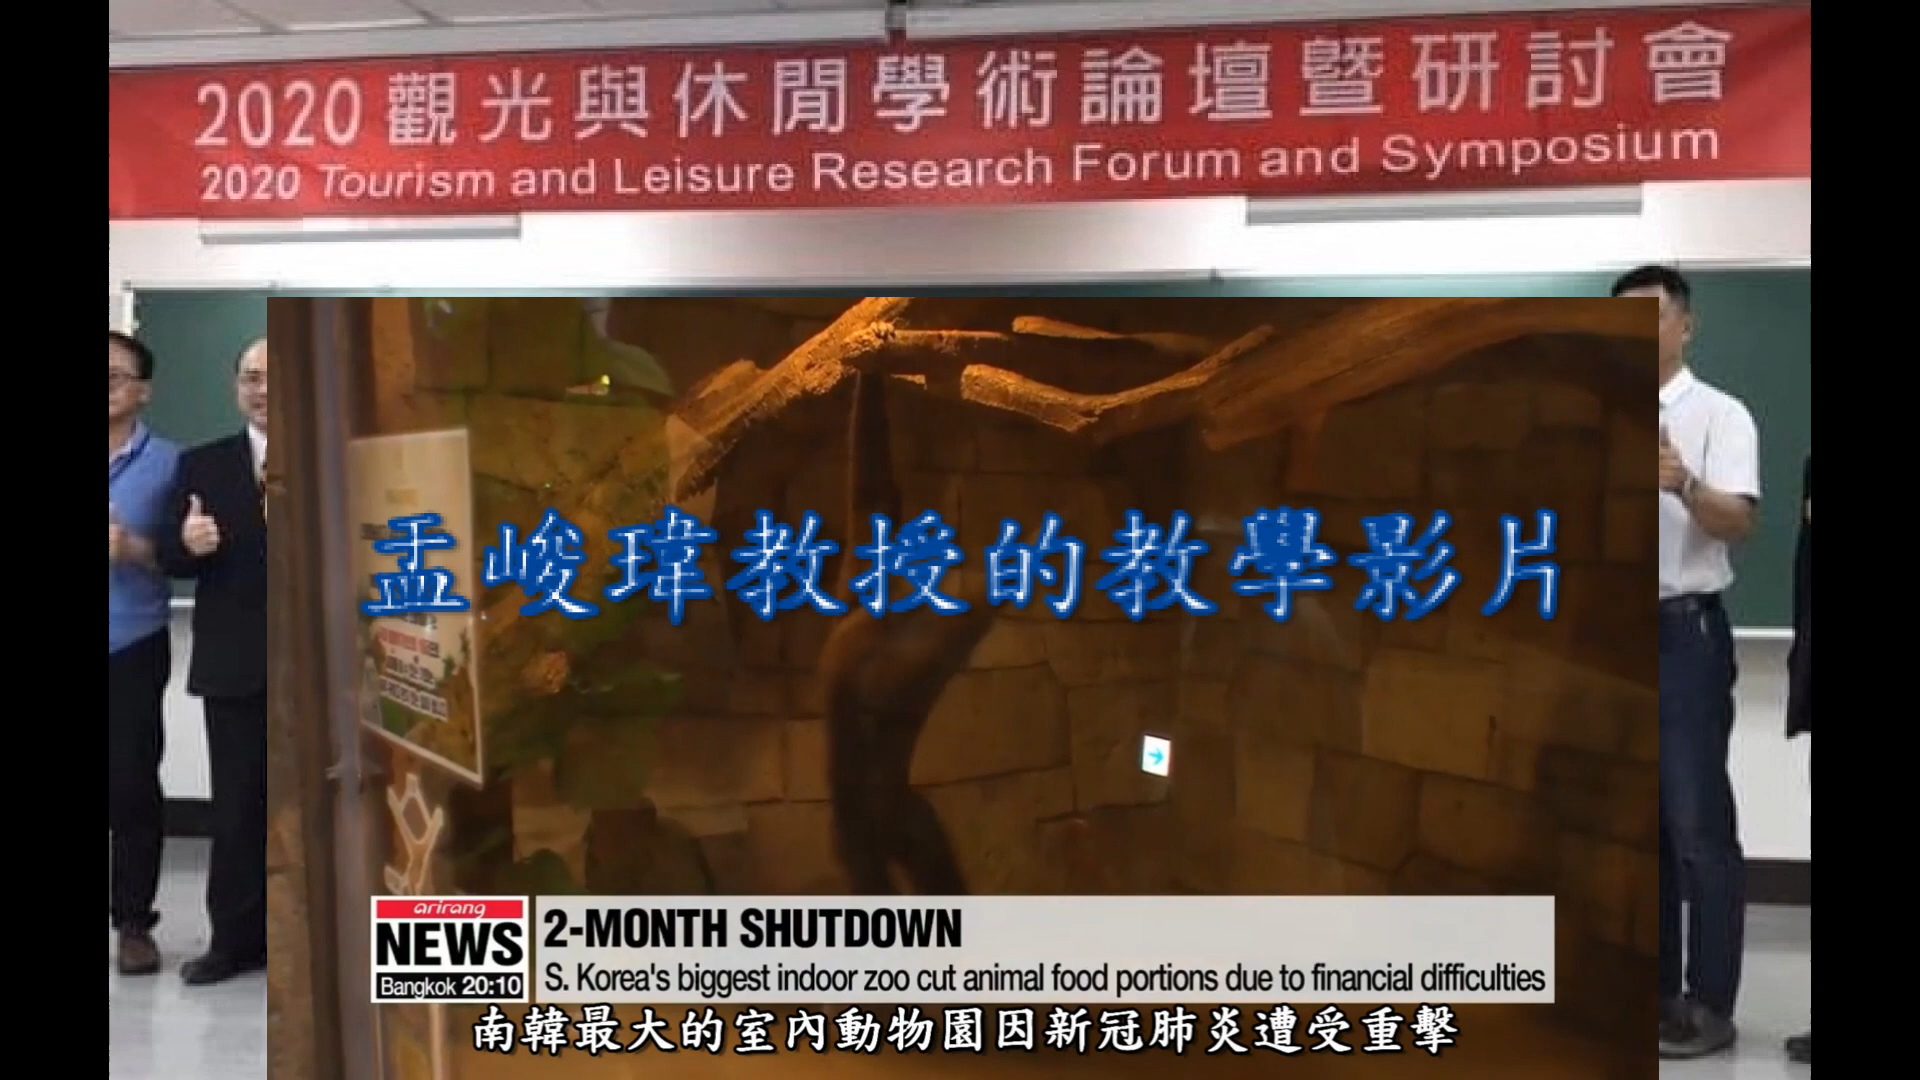 2020 觀光與休閒學術論壇暨研討會
2020 Tourism and Leisure Research Forum and Symposium
孟峻瑋教授的教學影片
arirang
NEWS
Bangkok 20:10
2-MONTH SHUTDOWN
S. Korea's biggest indoor zoo cut animal food portions due to financial difficulties
南韓最大的室內動物園因新冠肺炎遭受重擊